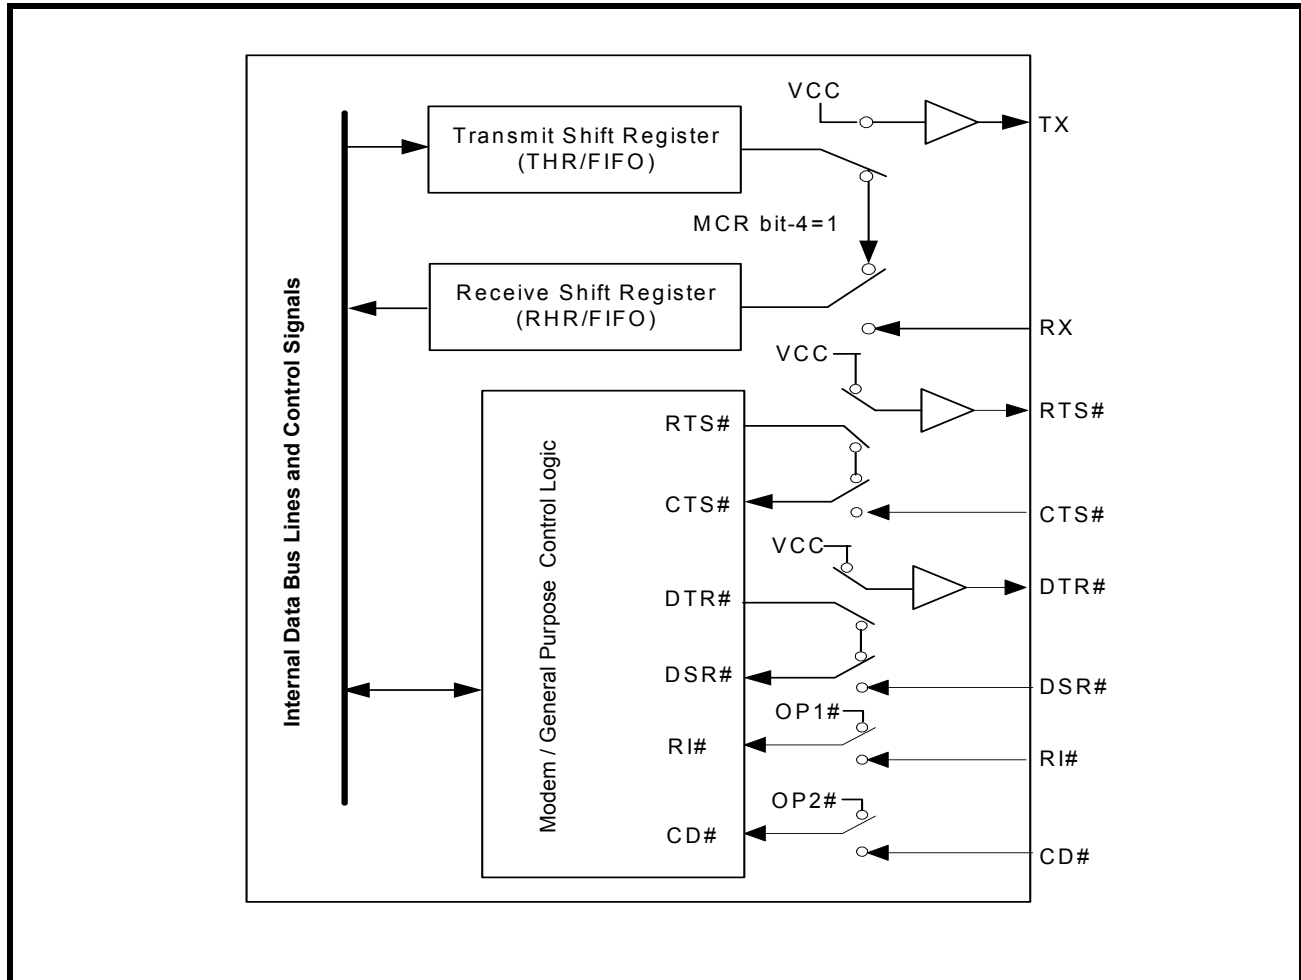 VCC
TX
Transmit Shift Register
(THR/FIFO)
MCR bit-4=1
Receive Shift Register
(RHR/FIFO)
RX
VCC
RTS#
RTS#
CTS#
CTS#
VCC
DTR#
DTR#
DSR#
DSR#
OP1#
RI#
RI#
OP2#
CD#
CD#
Internal Data Bus Lines and Control Signals
Modem / General Purpose Control Logic